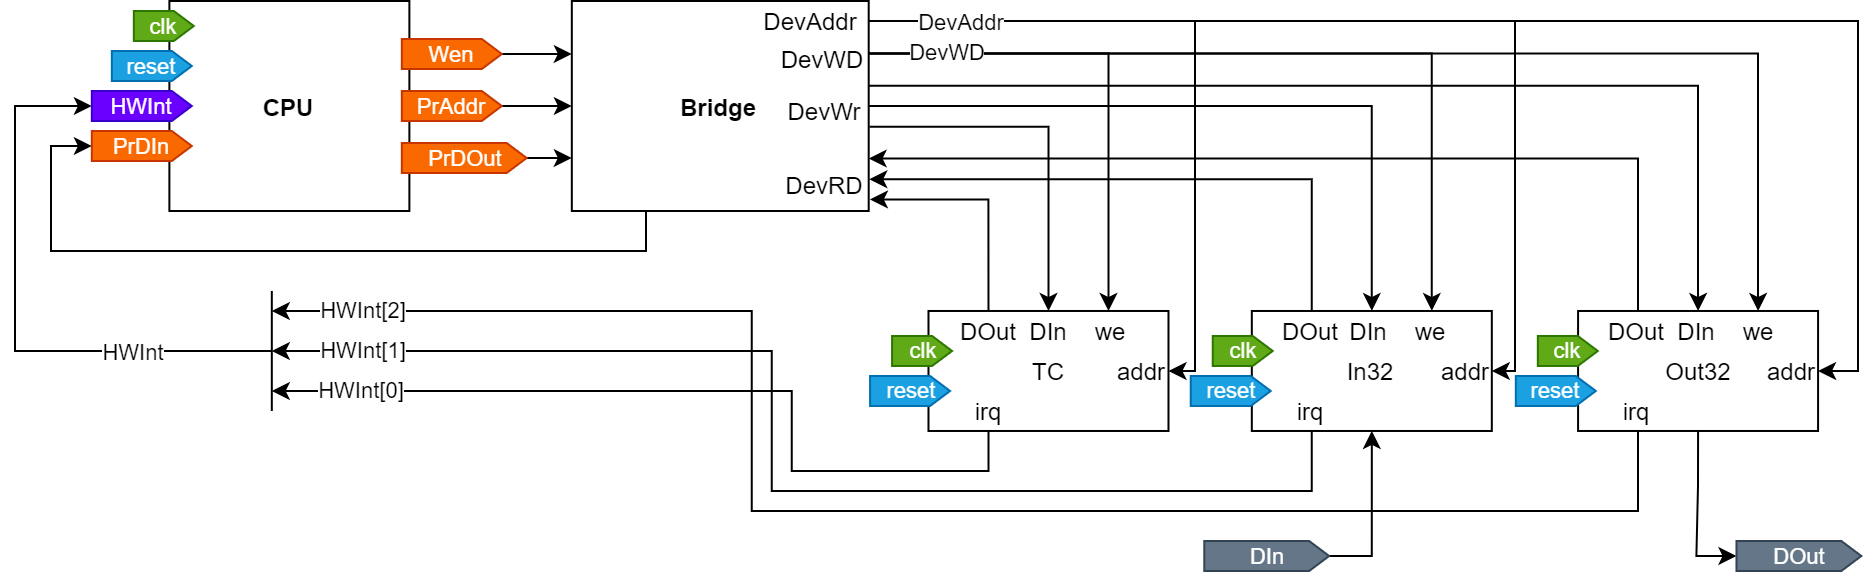 clk
reset
HWInt
PrDIn
CPU
Wen
PrAddr
PrDOut
Bridge
DevAddr
DevWD
DevWr
DevRD
DevAddr
DevWD
HWInt
HWInt[2]
HWInt[1]
HWInt[0]
DOut DIn we
clk
TC addr
reset
irq
DOut DIn we
clk
In32 addr
reset
irq
DOut DIn we
clk
Out32 addr
reset
irq
DIn
DOut